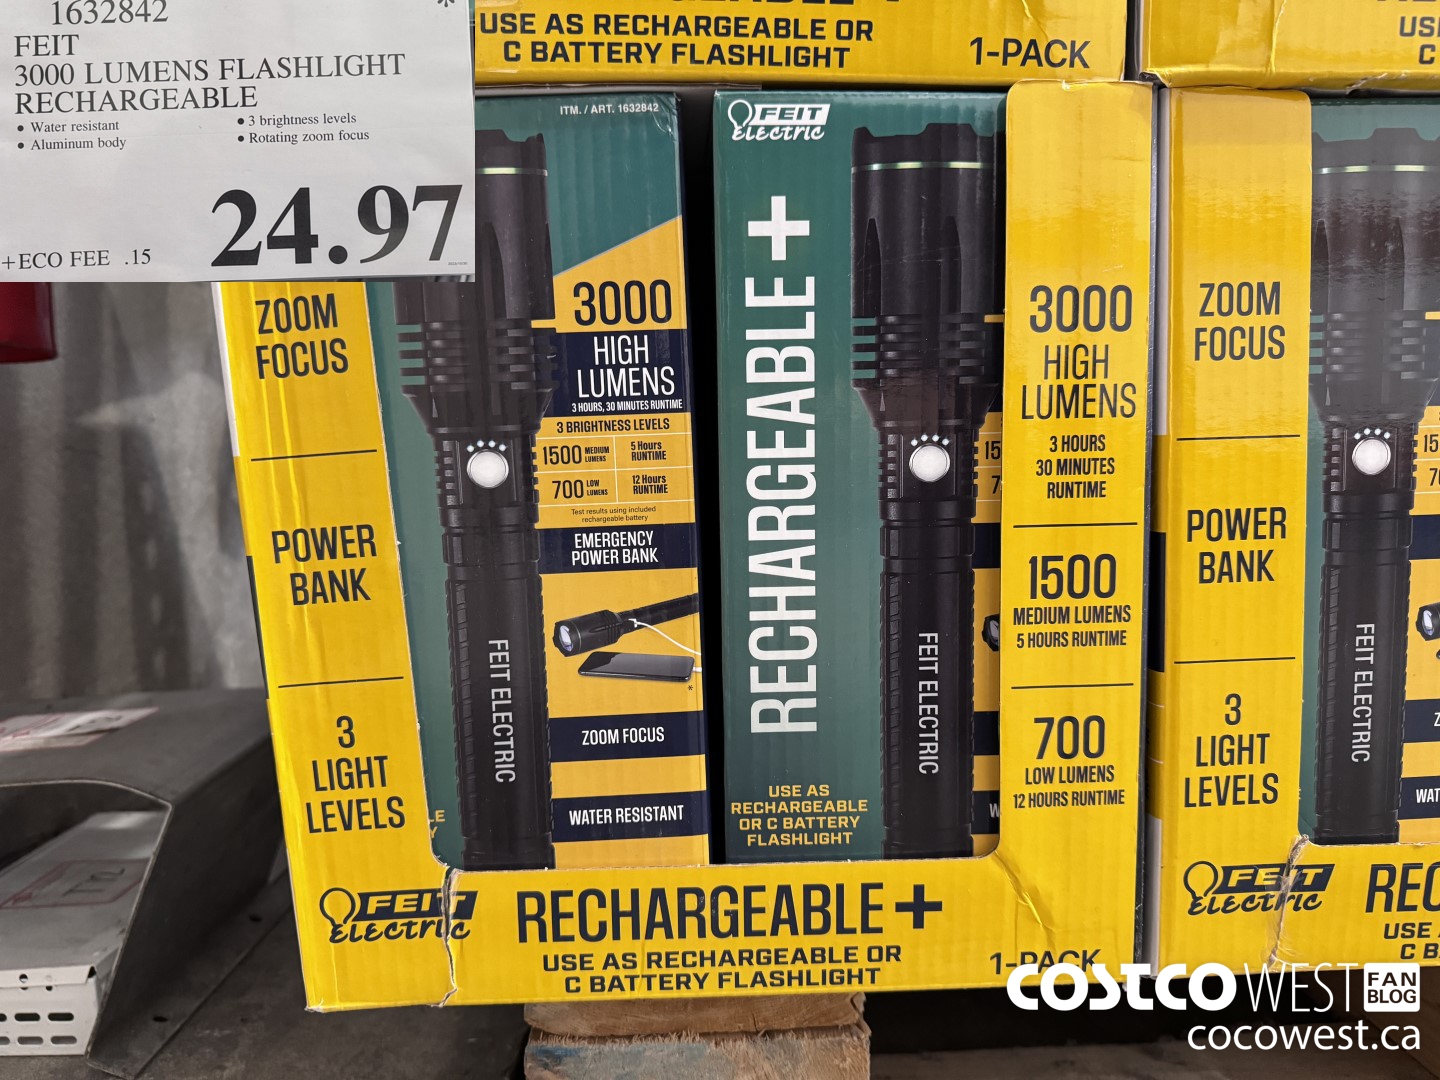 1632842
*
FEIT
3000 LUMENS FLASHLIGHT
RECHARGEABLE
• Water resistant
• Aluminum body
• 3 brightness levels
• Rotating zoom focus
24.97
+ECO FEE .15
USE AS RECHARGEABLE OR
C BATTERY FLASHLIGHT
1-PACK
ZOOM
FOCUS
POWER
BANK
3
LIGHT
LEVELS
ITM. / ART. 1632842
3000
HIGH
LUMENS
3 HOURS, 30 MINUTES RUNTIME
3 BRIGHTNESS LEVELS
1500 MEDIUM LUMENS
5 Hours
RUNTIME
700 LOW LUMENS
12 Hours
RUNTIME
Test results using included
rechargeable battery
EMERGENCY
POWER BANK
*
ZOOM FOCUS
WATER RESISTANT
FEIT ELECTRIC
FEIT
Electric
RECHARGEABLE+
USE AS
RECHARGEABLE
OR C BATTERY
FLASHLIGHT
FEIT ELECTRIC
3000
HIGH
LUMENS
3 HOURS
30 MINUTES
RUNTIME
1500
MEDIUM LUMENS
5 HOURS RUNTIME
700
LOW LUMENS
12 HOURS RUNTIME
FEIT
Electric
RECHARGEABLE+
USE AS RECHARGEABLE OR
C BATTERY FLASHLIGHT
1-PACK
ZOOM
FOCUS
POWER
BANK
3
LIGHT
LEVELS
FEIT ELECTRIC
FEIT
Electric
REC
USE
C B
COSTCO WEST FAN BLOG
cocowest.ca